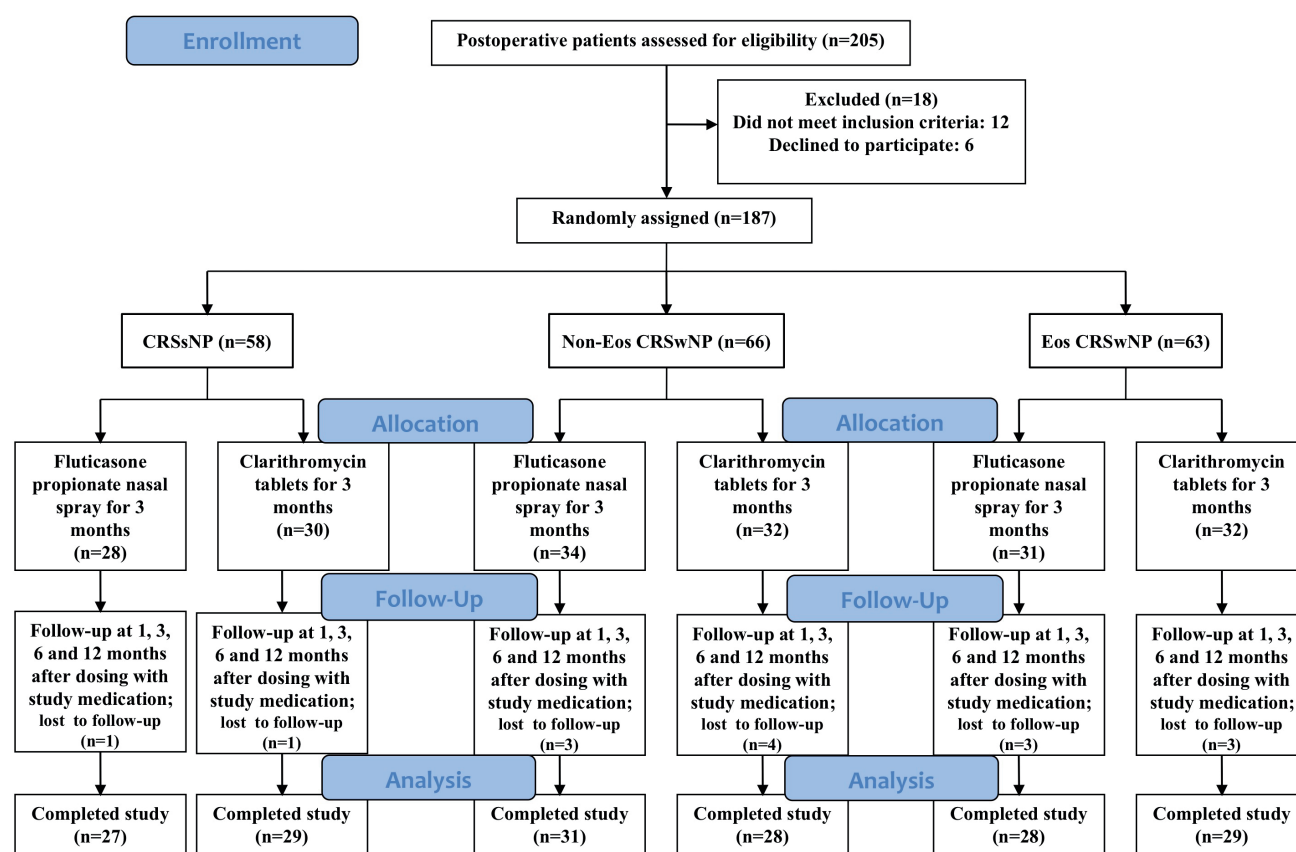 Enrollment
Postoperative patients assessed for eligibility (n=205)
Excluded (n=18)
Did not meet inclusion criteria: 12
Declined to participate: 6
Randomly assigned (n=187)
CRSsNP (n=58)
Non-Eos CRSwNP (n=66)
Eos CRSwNP (n=63)
Allocation
Allocation
Fluticasone
propionate nasal
spray for 3
months
(n=28)
Clarithromycin
tablets for 3
months
(n=30)
Fluticasone
propionate nasal
spray for 3
months
(n=34)
Clarithromycin
tablets for 3
months
(n=32)
Fluticasone
propionate nasal
spray for 3
months
(n=31)
Clarithromycin
tablets for 3
months
(n=32)
Follow-Up
Follow-Up
Follow-up at 1, 3,
6 and 12 months
after dosing with
study medication;
lost to follow-up
(n=1)
Follow-up at 1, 3,
6 and 12 months
after dosing with
study medication;
lost to follow-up
(n=1)
Follow-up at 1, 3,
6 and 12 months
after dosing with
study medication;
lost to follow-up
(n=3)
Follow-up at 1, 3,
6 and 12 months
after dosing with
study medication;
lost to follow-up
(n=4)
Follow-up at 1, 3,
6 and 12 months
after dosing with
study medication;
lost to follow-up
(n=3)
Follow-up at 1, 3,
6 and 12 months
after dosing with
study medication;
lost to follow-up
(n=3)
Analysis
Analysis
Completed study
(n=27)
Completed study
(n=29)
Completed study
(n=31)
Completed study
(n=28)
Completed study
(n=28)
Completed study
(n=29)